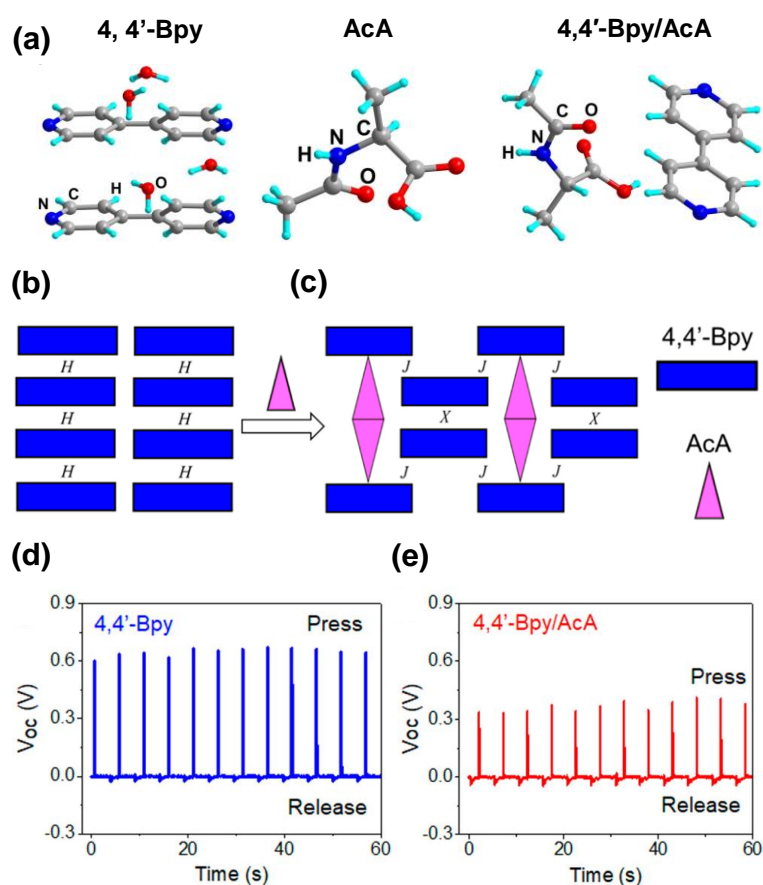 (a) 4, 4'-Bpy AcA 4,4′-Bpy/AcA
N C H O
H N C O
H N C O
(b) (c)
H H J J 4,4'-Bpy
H H X X
H H J J AcA
(d) (e)
0.9 4,4'-Bpy Press
0.6
0.3
0.0
-0.3 Release
Voc (V)
0 20 40 60
Time (s)
0.9 4,4'-Bpy/AcA
0.6 Press
0.3
0.0
-0.3 Release
Voc (V)
0 20 40 60
Time (s)